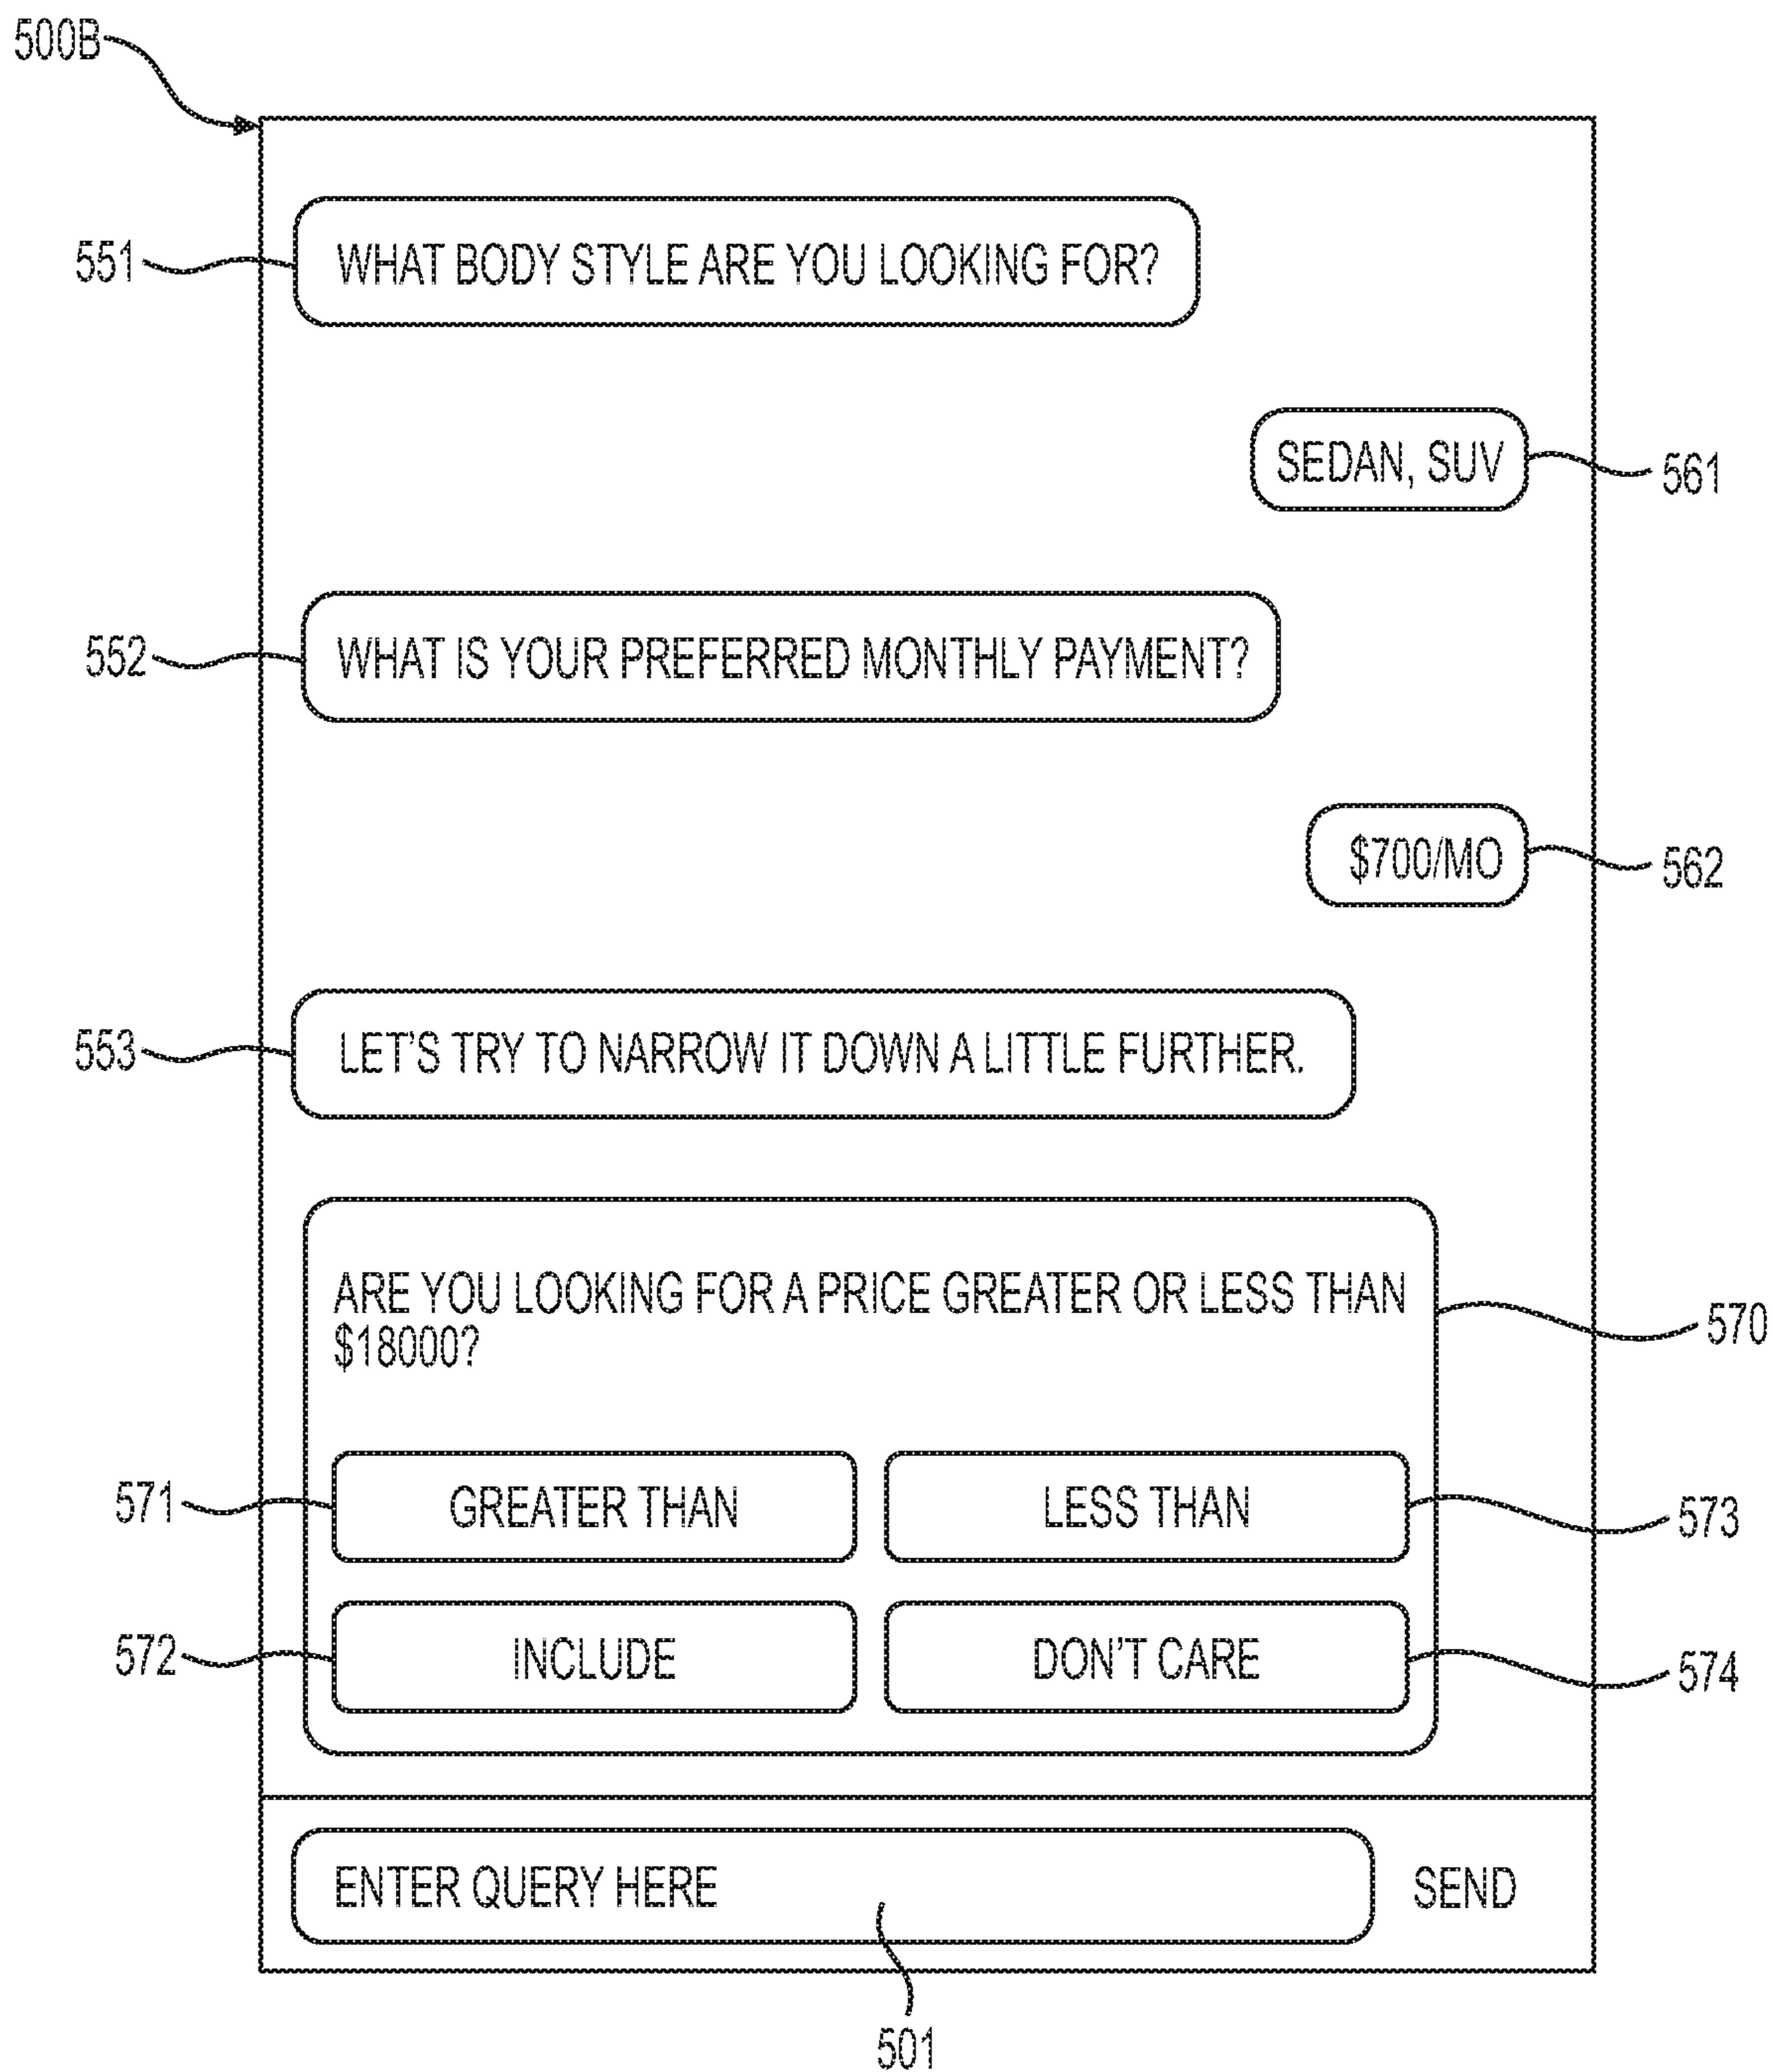 500B
551
WHAT BODY STYLE ARE YOU LOOKING FOR?
SEDAN, SUV
561
552
WHAT IS YOUR PREFERRED MONTHLY PAYMENT?
$700/MO
562
553
LET'S TRY TO NARROW IT DOWN A LITTLE FURTHER.
ARE YOU LOOKING FOR A PRICE GREATER OR LESS THAN
$18000?
570
571
GREATER THAN
LESS THAN
573
572
INCLUDE
DON'T CARE
574
ENTER QUERY HERE
SEND
501